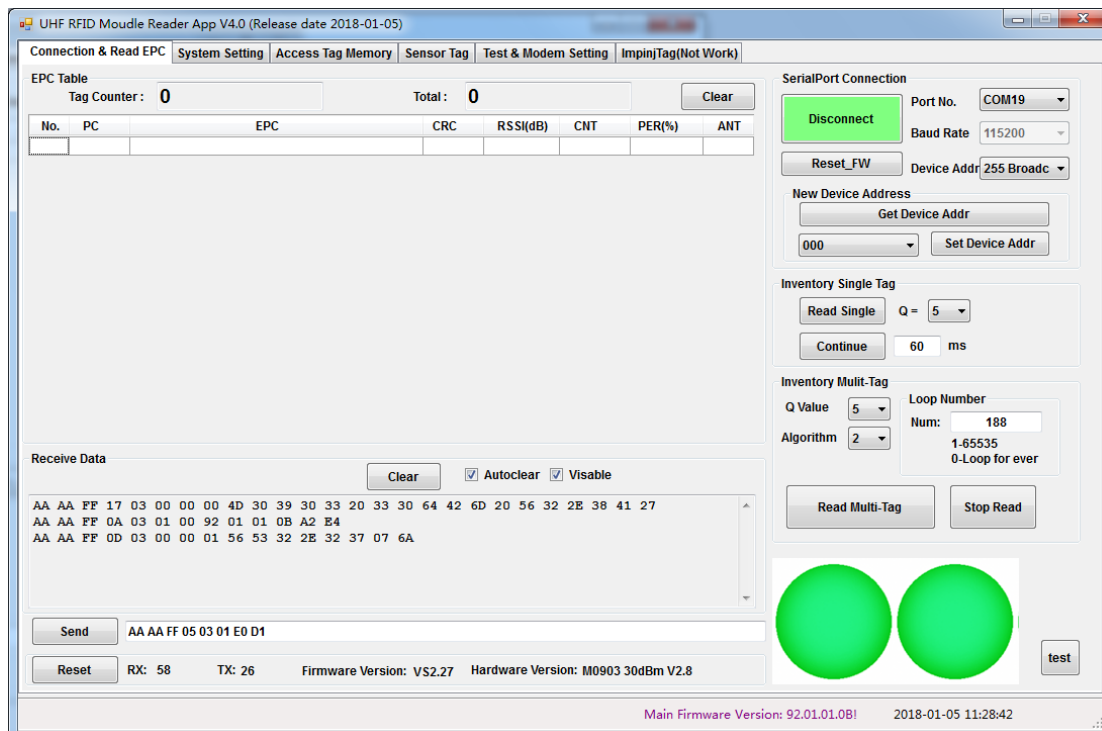 UHF RFID Moudle Reader App V4.0 (Release date 2018-01-05)
Connection & Read EPC System Setting Access Tag Memory Sensor Tag Test & Modem Setting ImpinjTag(Not Work)
EPC Table
Tag Counter : 0 Total : 0 Clear
No. PC EPC CRC RSSI(dB) CNT PER(%) ANT
Receive Data
Clear Autoclear Visable
AA AA FF 17 03 00 00 00 4D 30 39 30 33 20 33 30 64 42 6D 20 56 32 2E 38 41 27
AA AA FF 0A 03 01 00 92 01 01 0B A2 E4
AA AA FF 0D 03 00 00 01 56 53 32 2E 32 37 07 6A
Send AA AA FF 05 03 01 E0 D1
Reset RX: 58 TX: 26 Firmware Version: VS2.27 Hardware Version: M0903 30dBm V2.8
SerialPort Connection
Disconnect
Port No. COM19
Baud Rate 115200
Reset_FW Device Addr 255 Broadc
New Device Address
Get Device Addr
000 Set Device Addr
Inventory Single Tag
Read Single Q = 5
Continue 60 ms
Inventory Mulit-Tag
Q Value 5
Algorithm 2
Loop Number
Num: 188
1-65535
0-Loop for ever
Read Multi-Tag Stop Read
test
Main Firmware Version: 92.01.01.0B! 2018-01-05 11:28:42